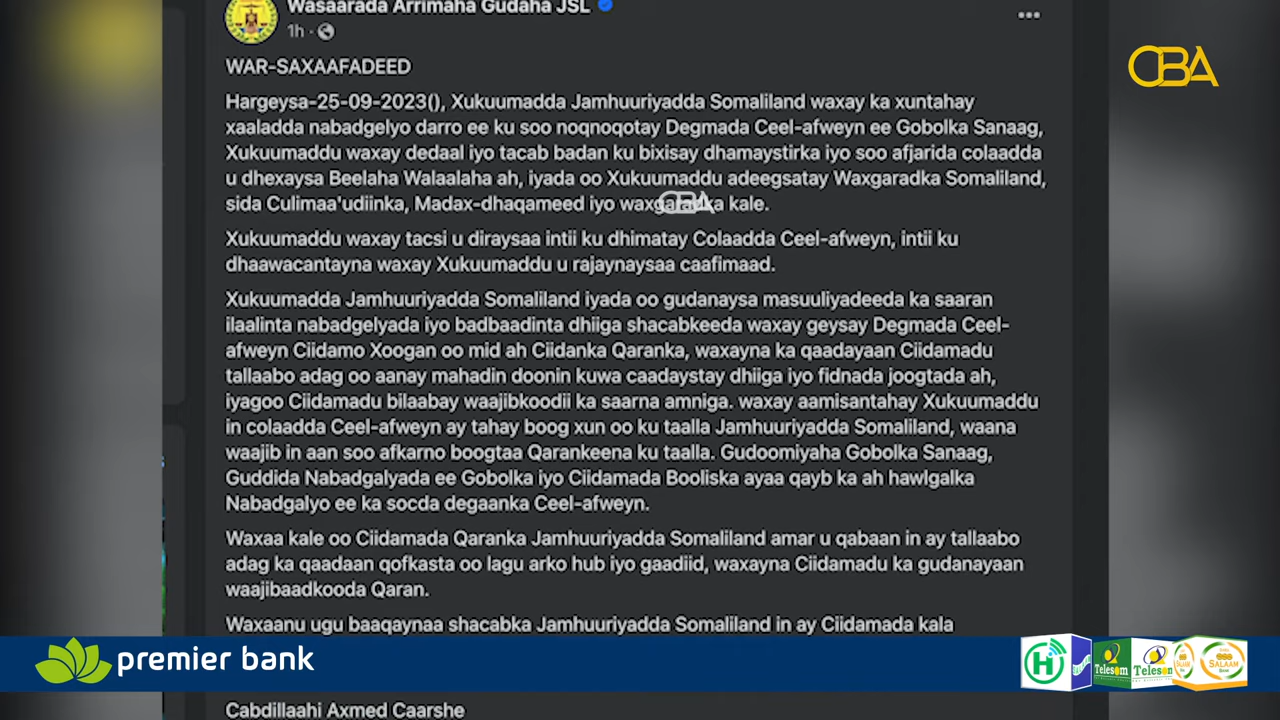 Wasaarada Arrimaha Gudaha JSL
1h
CBA
WAR-SAXAAFADEED
Hargeysa-25-09-2023(), Xukuumadda Jamhuuriyadda Somaliland waxay ka xuntahay
xaaladda nabadgelyo darro ee ku soo noqnoqotay Degmada Ceel-afweyn ee Gobolka Sanaag,
Xukuumaddu waxay dedaal iyo tacab badan ku bixisay dhamaystirka iyo soo afjarida colaadda
u dhexaysa Beelaha Walaalaha ah, iyada oo Xukuumaddu adeegsatay Waxgaradka Somaliland,
sida Culimaa'udiinka, Madax-dhaqameed iyo waxgaradka kale.
CBA
Xukuumaddu waxay tacsi u diraysaa intii ku dhimatay Colaadda Ceel-afweyn, intii ku
dhaawacantayna waxay Xukuumaddu u rajaynaysaa caafimaad.
Xukuumadda Jamhuuriyadda Somaliland iyada oo gudanaysa masuuliyadeeda ka saaran
ilaalinta nabadgelyada iyo badbaadinta dhiiga shacabkeeda waxay geysay Degmada Ceel-
afweyn Ciidamo Xoogan oo mid ah Ciidanka Qaranka, waxayna ka qaadayaan Ciidamadu
tallaabo adag oo aanay mahadin doonin kuwa caadaystay dhiiga iyo fidnada joogtada ah,
iyagoo Ciidamadu bilaabay waajibkoodii ka saarna amniga. waxay aamisantahay Xukuumaddu
in colaadda Ceel-afweyn ay tahay boog xun oo ku taalla Jamhuuriyadda Somaliland, waana
waajib in aan soo afkarno boogtaa Qarankeena ku taalla. Gudoomiyaha Gobolka Sanaag,
Guddida Nabadgalyada ee Gobolka iyo Ciidamada Booliska ayaa qayb ka ah hawlgalka
Nabadgalyo ee ka socda degaanka Ceel-afweyn.
Waxaa kale oo Ciidamada Qaranka Jamhuuriyadda Somaliland amar u qabaan in ay tallaabo
adag ka qaadaan qofkasta oo lagu arko hub iyo gaadiid, waxayna Ciidamadu ka gudanayaan
waajibaadkooda Qaran.
Waxaanu ugu baaqaynaa shacabka Jamhuuriyadda Somaliland in ay Ciidamada kala
premier bank
Telesom
SALAAM
Cabdillaahi Axmed Caarshe